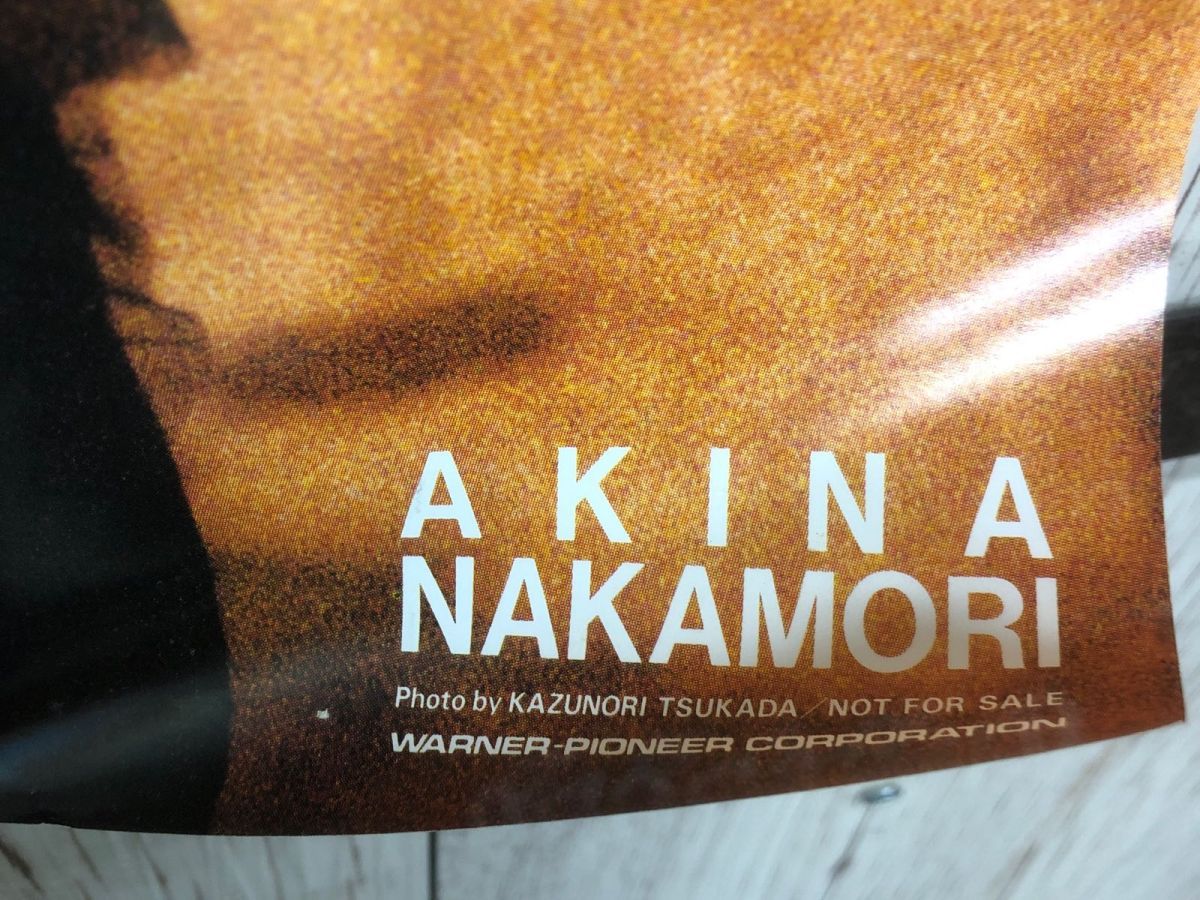 AKINA
NAKAMORI
Photo by KAZUNORI TSUKADA/NOT FOR SALE
WARNER-PIONEER CORPORATION